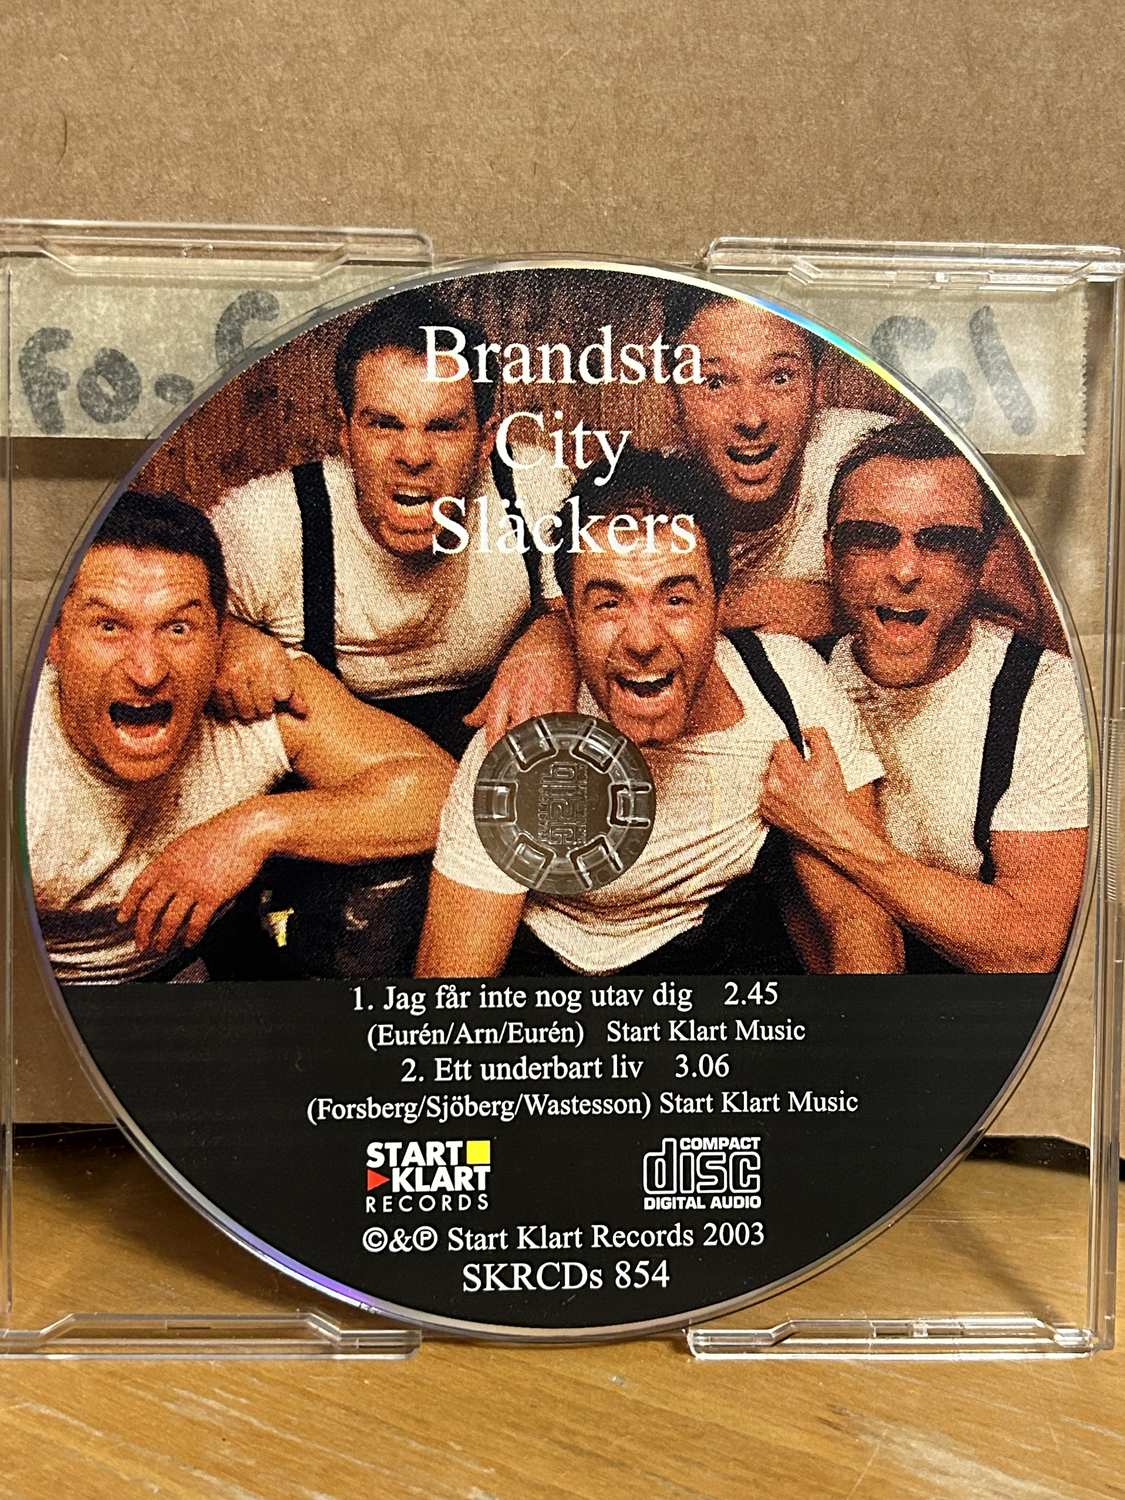 Brandsta
City
Släckers
1. Jag får inte nog utav dig 2.45
(Eurén/Arn/Eurén) Start Klart Music
2. Ett underbart liv 3.06
(Forsberg/Sjöberg/Wastesson) Start Klart Music
START
KLART
RECORDS
COMPACT
disc
DIGITAL AUDIO
©&℗ Start Klart Records 2003
SKRCDs 854